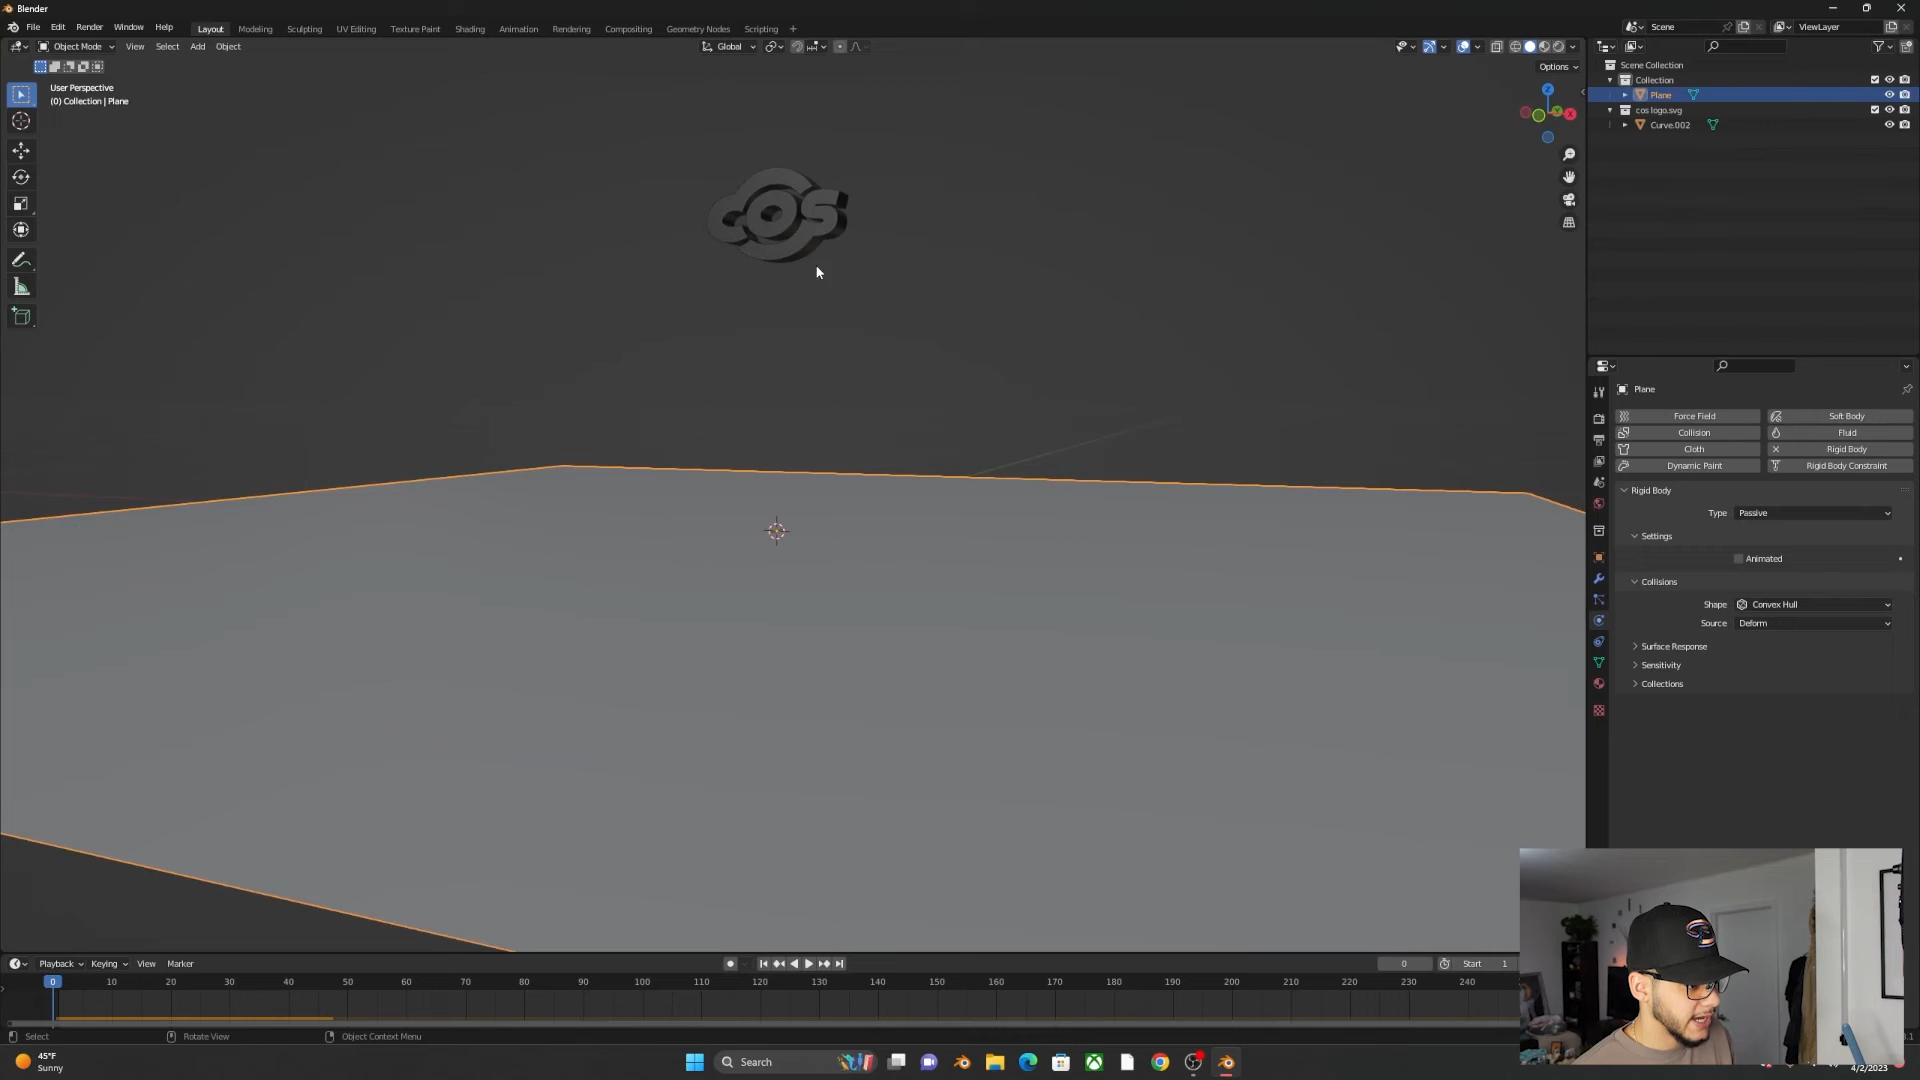 Blender
File Edit Render Window Help Layout Modeling Sculpting UV Editing Texture Paint Shading Animation Rendering Compositing Geometry Nodes Scripting +
Scene ViewLayer
Object Mode View Select Add Object
Global
Options
User Perspective
(0) Collection | Plane
Z
Y
X
cos
Scene Collection
Collection
Plane
cos logo.svg
Curve.002
Plane
Force Field Soft Body
Collision Fluid
Cloth Rigid Body
Dynamic Paint Rigid Body Constraint
Rigid Body
Type Passive
Settings
Animated
Collisions
Shape Convex Hull
Source Deform
Surface Response
Sensitivity
Collections
Playback Keying View Marker
0 Start 1
0 10 20 30 40 50 60 70 80 90 100 110 120 130 140 150 160 170 180 190 200 210 220 230 240
Select Rotate View Object Context Menu
45°F
Sunny
Search
4/2/2023